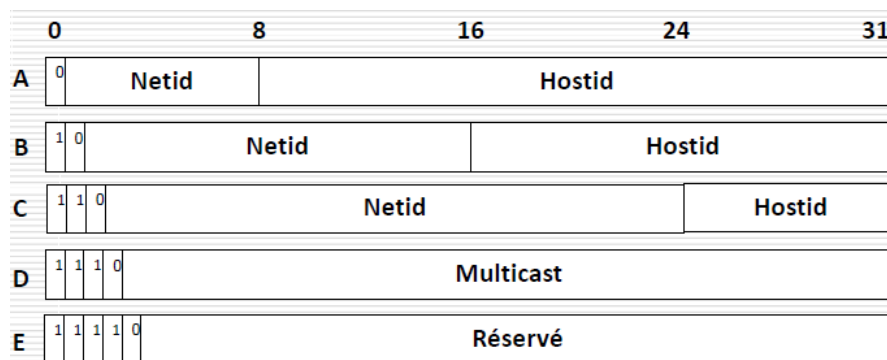 0 8 16 24 31
A 0 Netid Hostid
B 1 0 Netid Hostid
C 1 1 0 Netid Hostid
D 1 1 1 0 Multicast
E 1 1 1 1 0 Réservé